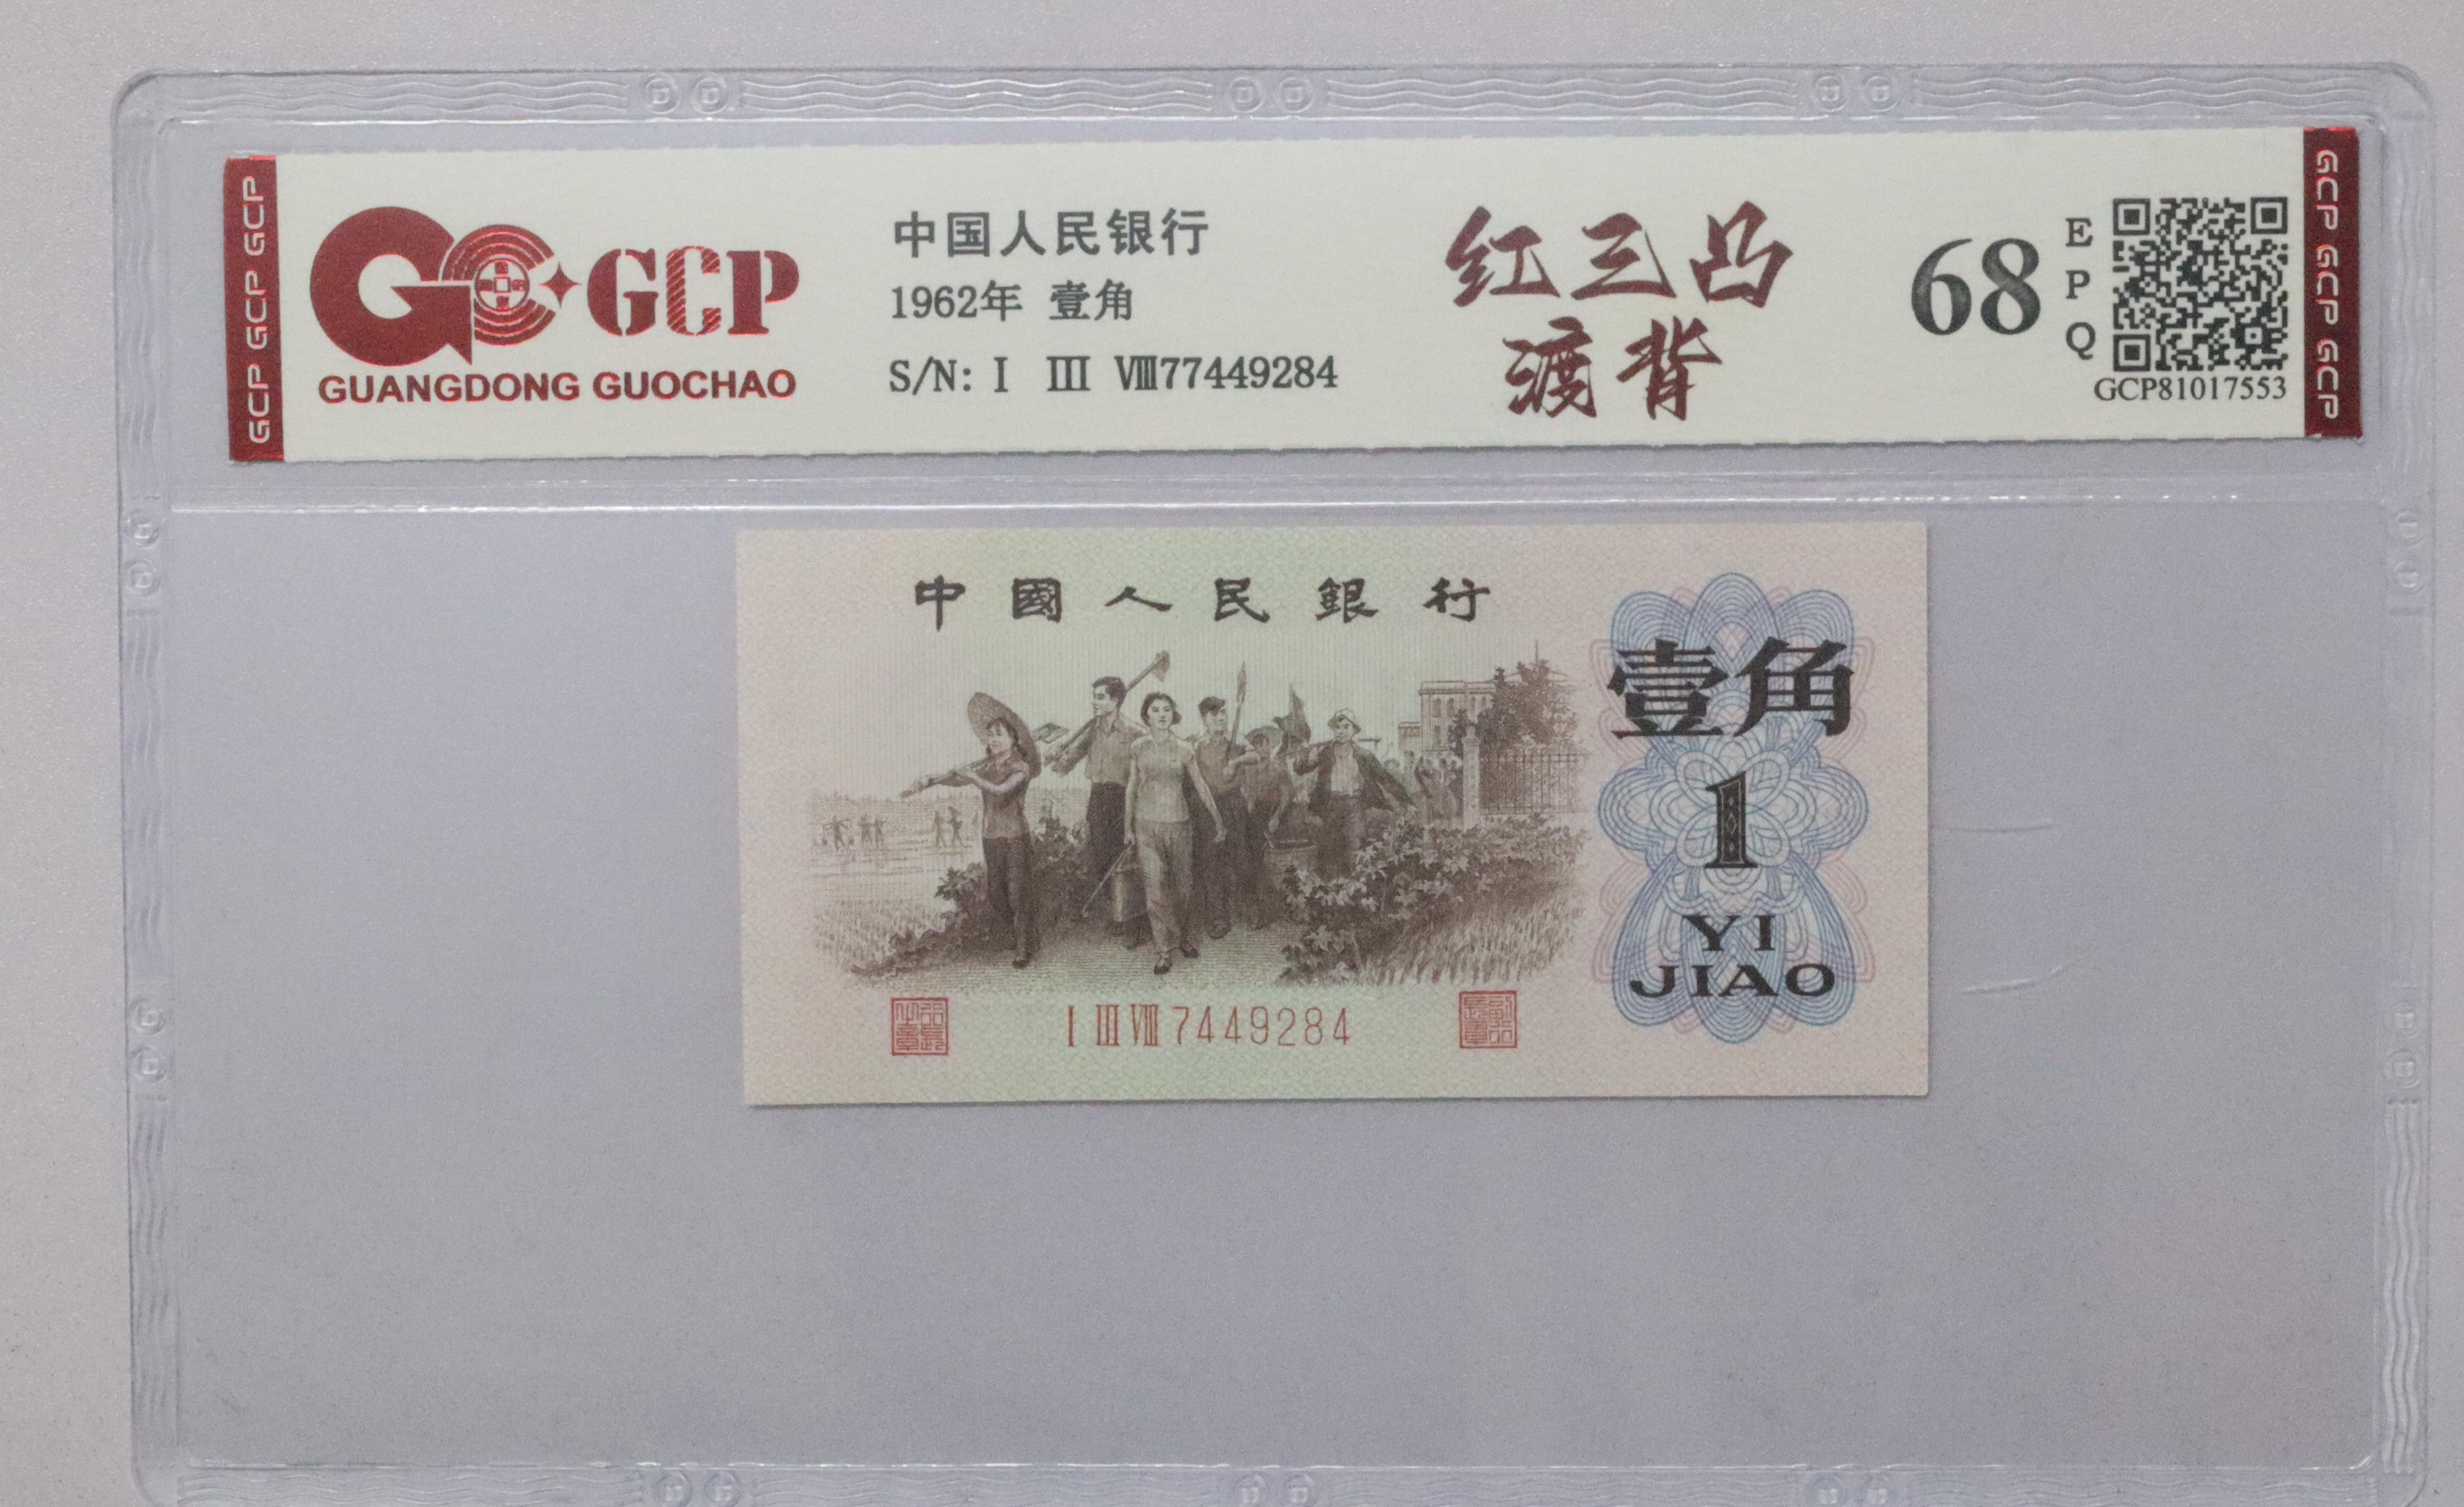 GCP GCP GCP GCP
GCP
GUANGDONG GUOCHAO
中国人民银行
1962年 壹角
S/N: I III VIII77449284
红三凸
渡背
68
E
P
Q
GCP81017553
GCP GCP GCP GCP
中國人民銀行
壹角
1
YI
JIAO
I III VIII 7449284